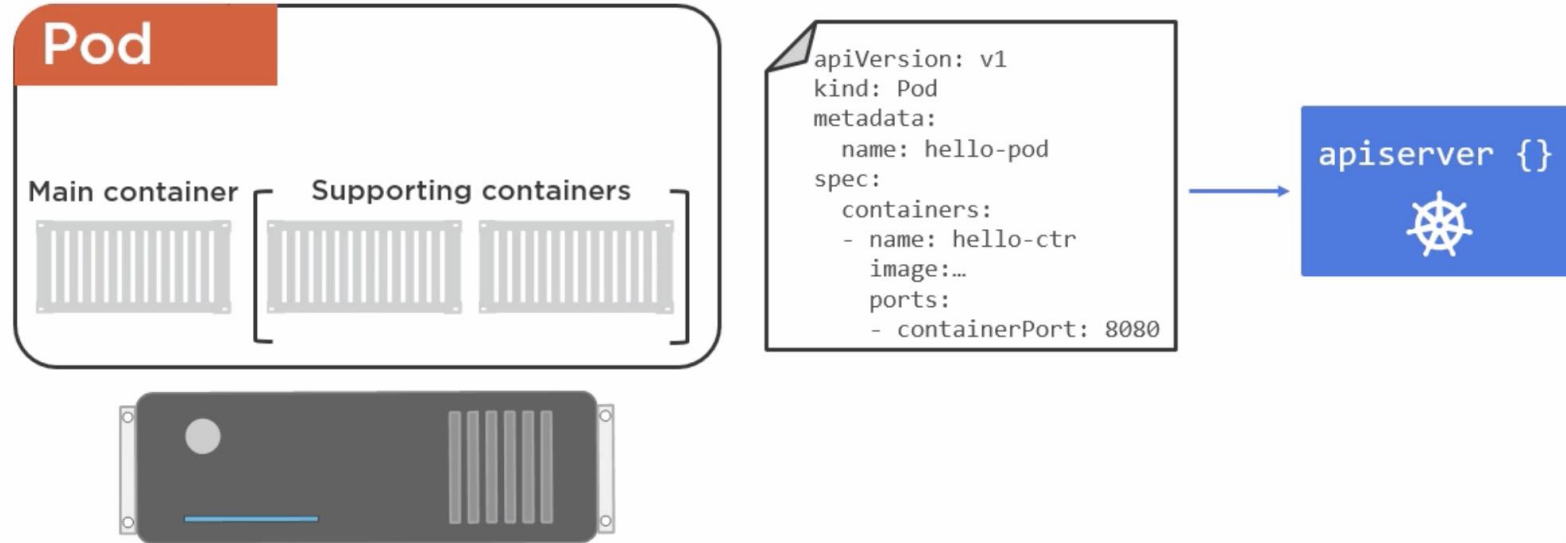 Pod
Main container
Supporting containers
apiVersion: v1
kind: Pod
metadata:
  name: hello-pod
spec:
  containers:
  - name: hello-ctr
    image:…
    ports:
    - containerPort: 8080
apiserver {}